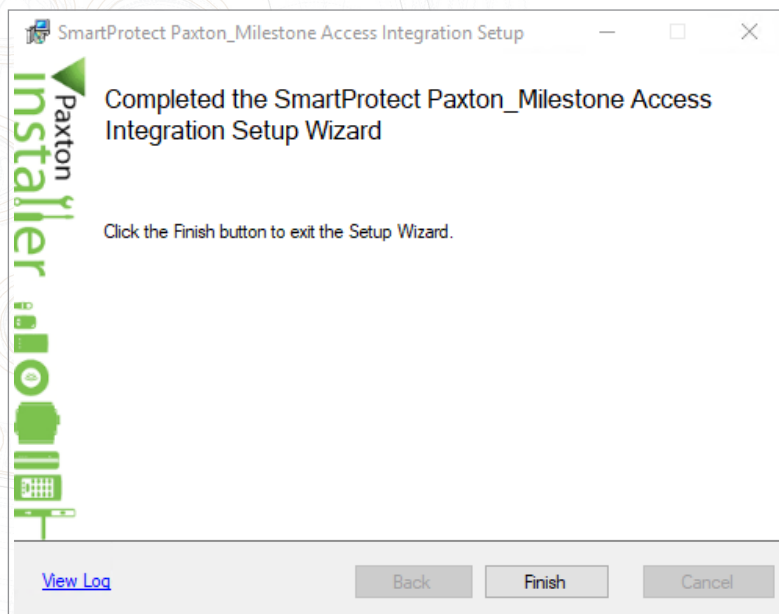 SmartProtect Paxton_Milestone Access Integration Setup
Paxton
Installer
Completed the SmartProtect Paxton_Milestone Access
Integration Setup Wizard
Click the Finish button to exit the Setup Wizard.
View Log
Back
Finish
Cancel